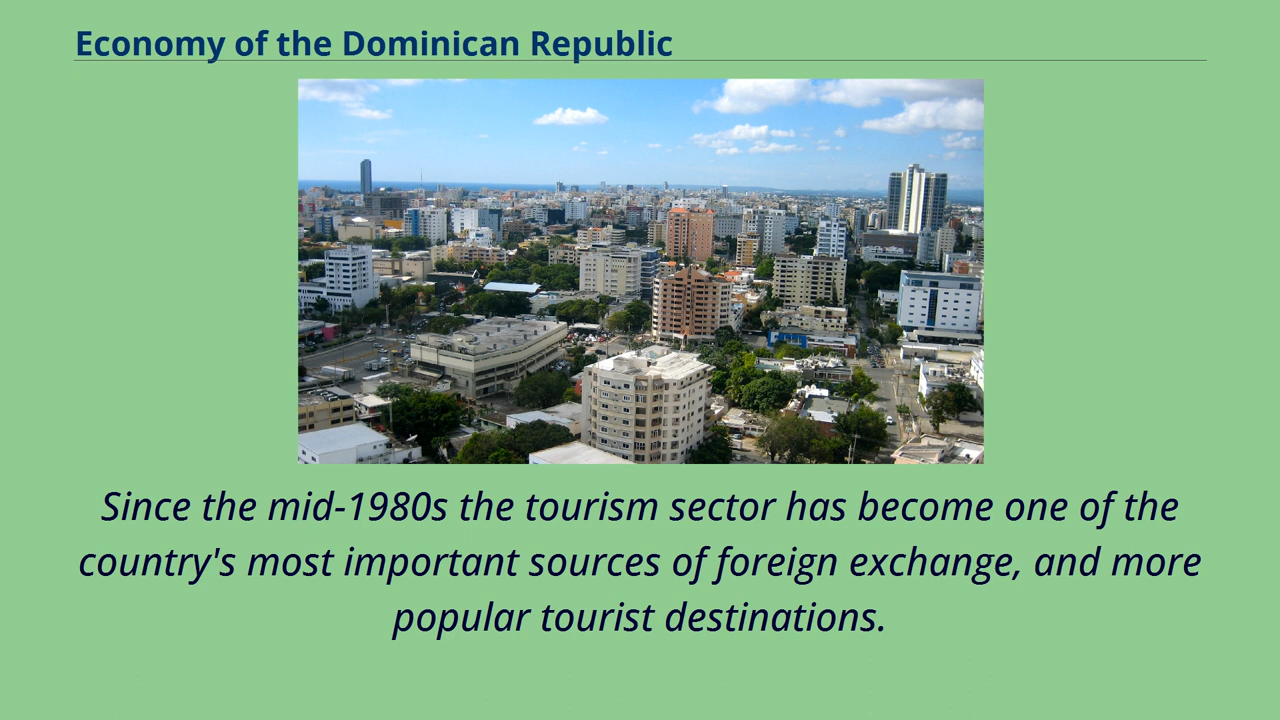 Economy of the Dominican Republic
Since the mid-1980s the tourism sector has become one of the
country's most important sources of foreign exchange, and more
popular tourist destinations.